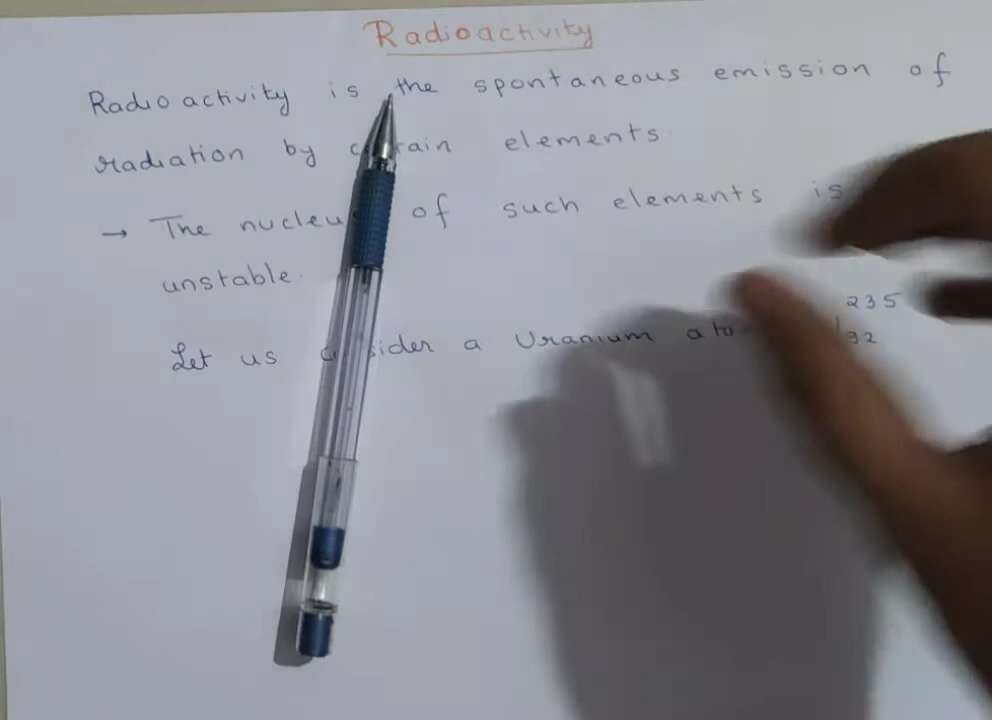 Radioactivity
Radioactivity is the spontaneous emission of
radiation by elements.
→ The of such elements is
unstable.
Let us a Uranium 235
92